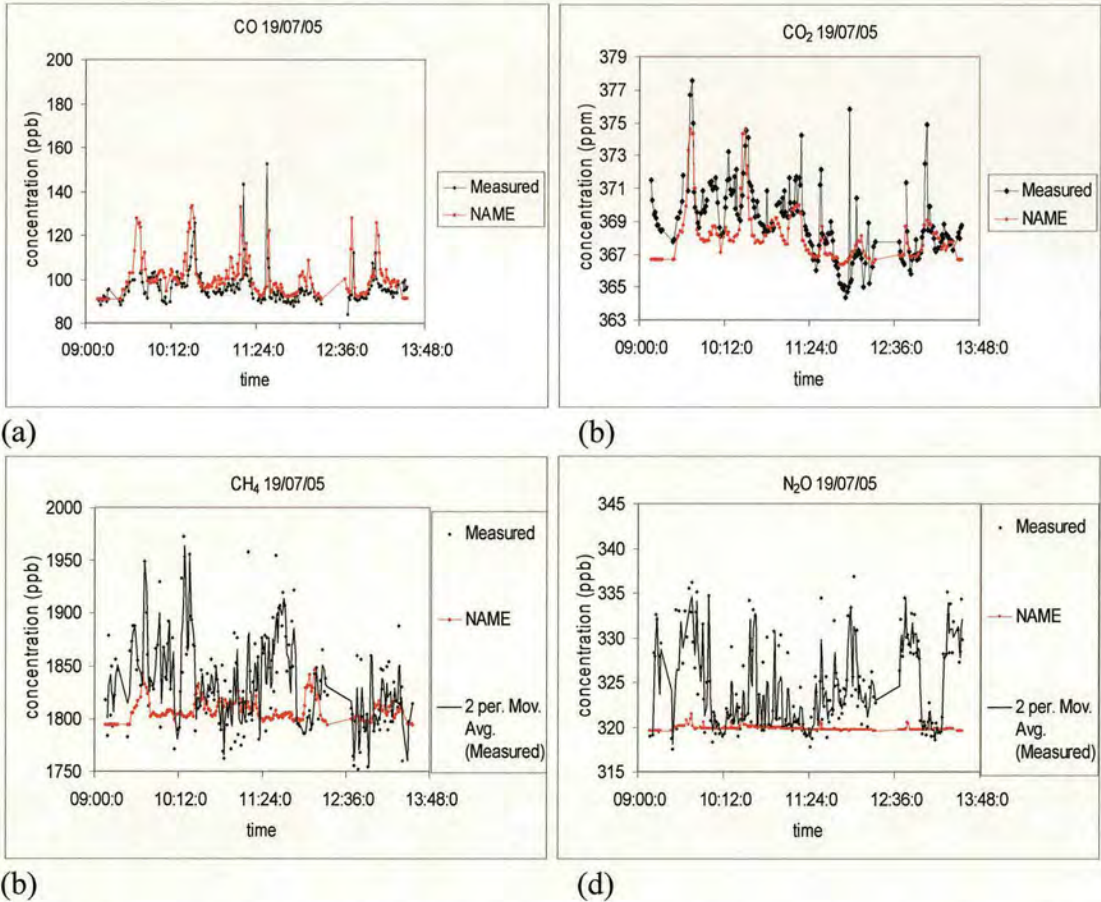 CO 19/07/05
200
180
160
140
120
100
80
concentration (ppb)
09:00:0 10:12:0 11:24:0 12:36:0 13:48:0
time
Measured
NAME
(a)
CO₂ 19/07/05
379
377
375
373
371
369
367
365
363
concentration (ppm)
09:00:0 10:12:0 11:24:0 12:36:0 13:48:0
time
Measured
NAME
(b)
CH₄ 19/07/05
2000
1950
1900
1850
1800
1750
concentration (ppb)
09:00:0 10:12:0 11:24:0 12:36:0 13:48:0
time
Measured
NAME
2 per. Mov.
Avg.
(Measured)
(b)
N₂O 19/07/05
345
340
335
330
325
320
315
concentration (ppb)
09:00:0 10:12:0 11:24:0 12:36:0 13:48:0
time
Measured
NAME
2 per. Mov.
Avg.
(Measured)
(d)